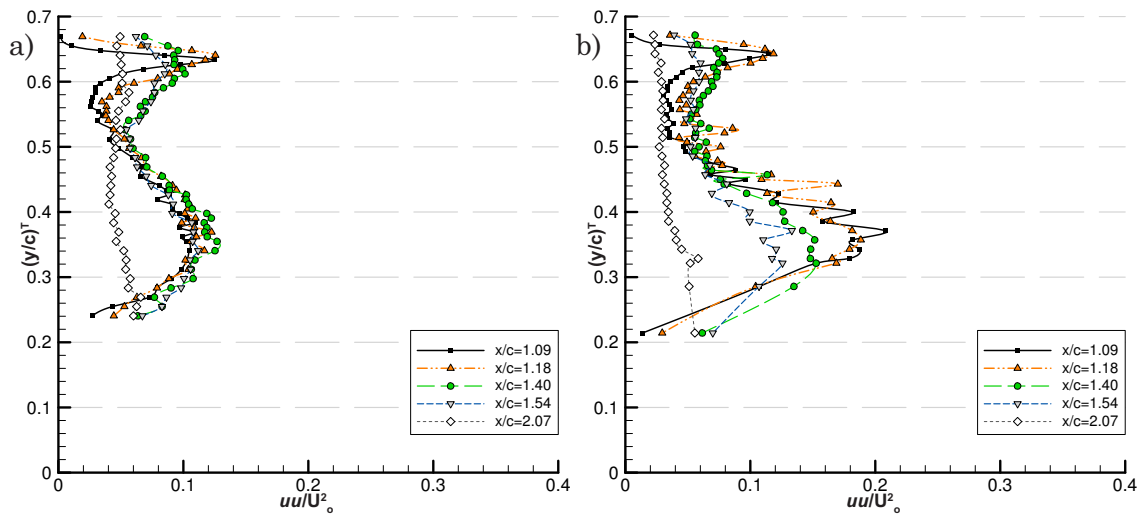 a)
0.7
0.6
0.5
0.4
0.3
0.2
0.1
0
(y/c)ᵀ
x/c=1.09
x/c=1.18
x/c=1.40
x/c=1.54
x/c=2.07
0 0.1 0.2 0.3 0.4
uu/U²ₒ
b)
0.7
0.6
0.5
0.4
0.3
0.2
0.1
0
(y/c)ᵀ
x/c=1.09
x/c=1.18
x/c=1.40
x/c=1.54
x/c=2.07
0 0.1 0.2 0.3 0.4
uu/U²ₒ